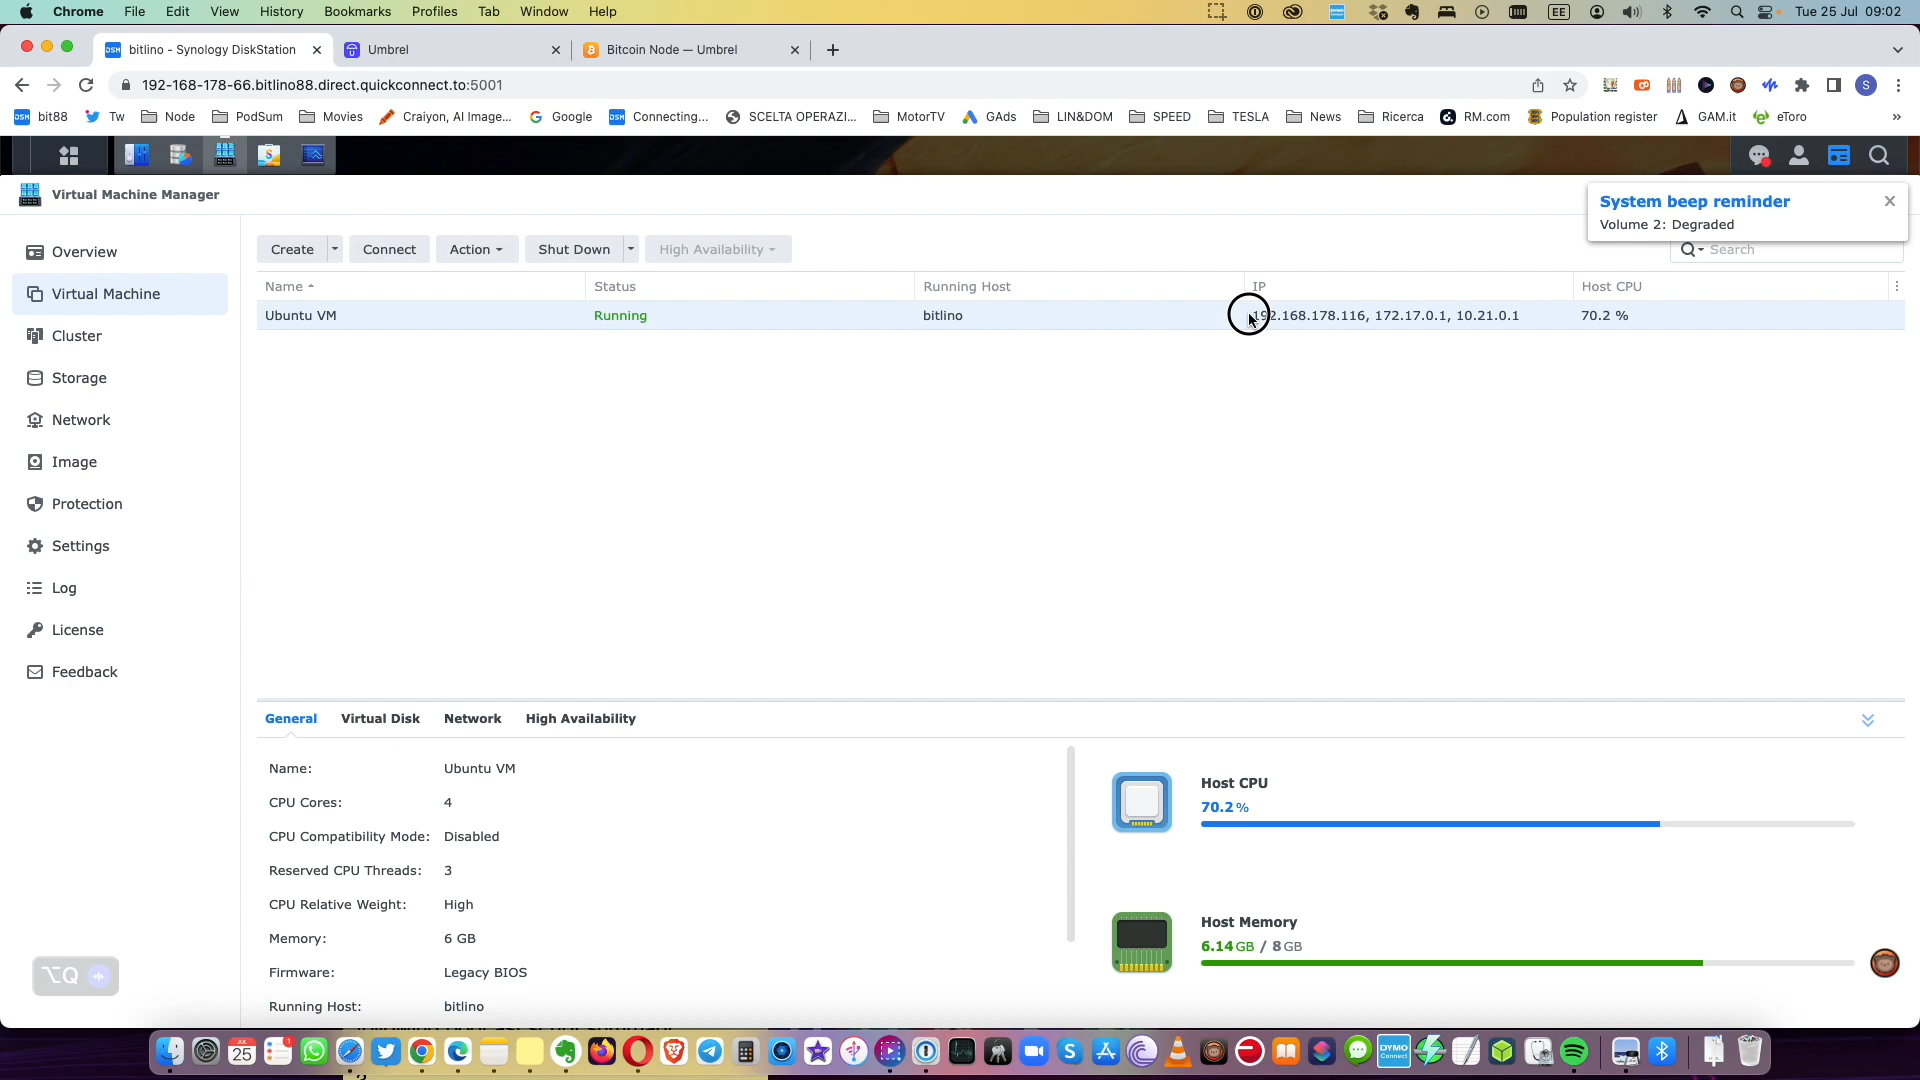 Chrome File Edit View History Bookmarks Profiles Tab Window Help EE Tue 25 Jul 09:02
bitlino - Synology DiskStation Umbrel Bitcoin Node — Umbrel
192-168-178-66.bitlino88.direct.quickconnect.to:5001 S
bit88 Tw Node PodSum Movies Craiyon, AI Image... Google Connecting... SCELTA OPERAZI... MotorTV GAds LIN&DOM SPEED TESLA News Ricerca RM.com Population register GAM.it eToro »
Virtual Machine Manager
System beep reminder
Volume 2: Degraded
Overview
Virtual Machine
Cluster
Storage
Network
Image
Protection
Settings
Log
License
Feedback
Create Connect Action Shut Down High Availability Search
Name Status Running Host IP Host CPU
Ubuntu VM Running bitlino 192.168.178.116, 172.17.0.1, 10.21.0.1 70.2 %
General Virtual Disk Network High Availability
Name: Ubuntu VM
CPU Cores: 4
CPU Compatibility Mode: Disabled
Reserved CPU Threads: 3
CPU Relative Weight: High
Memory: 6 GB
Firmware: Legacy BIOS
Running Host: bitlino
Host CPU
70.2 %
Host Memory
6.14 GB / 8 GB
⌥Q
JUL
25
1
DYMO
Connect